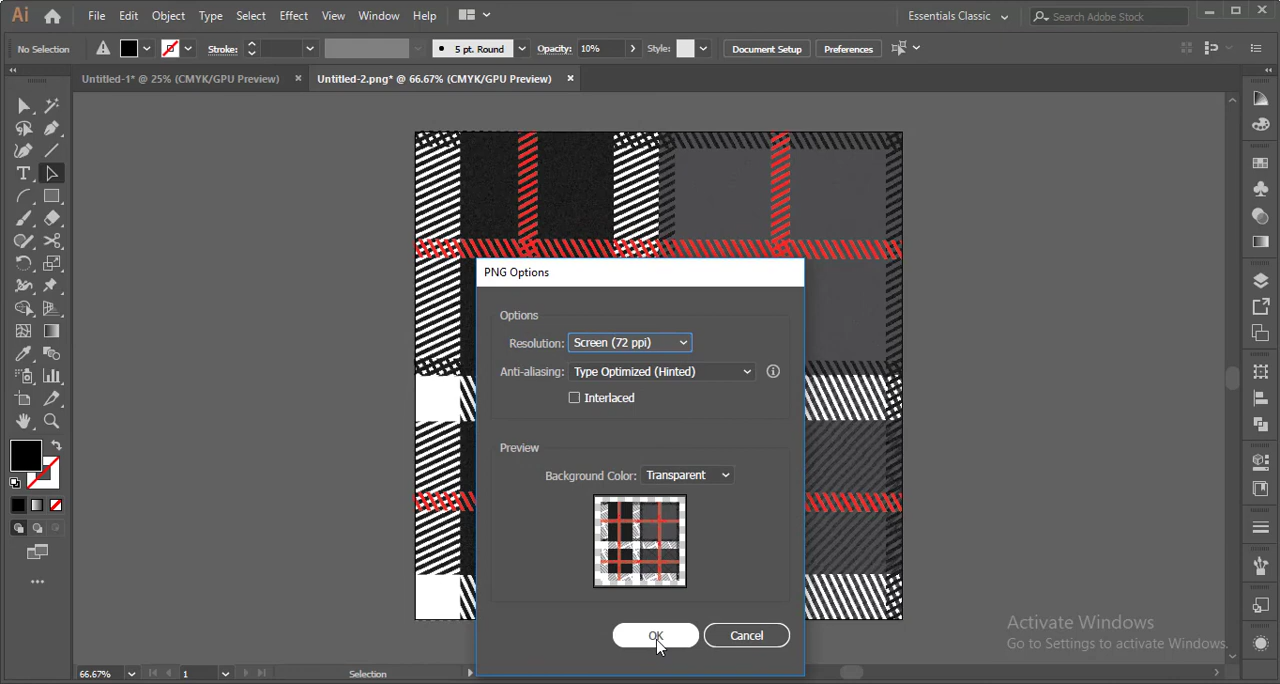 Ai File Edit Object Type Select Effect View Window Help Essentials Classic Search Adobe Stock
No Selection Stroke: 5 pt. Round Opacity: 10% Style: Document Setup Preferences
Untitled-1* @ 25% (CMYK/GPU Preview) × Untitled-2.png* @ 66.67% (CMYK/GPU Preview) ×
PNG Options
Options
Resolution: Screen (72 ppi)
Anti-aliasing: Type Optimized (Hinted)
Interlaced
Preview
Background Color: Transparent
OK Cancel
Activate Windows
Go to Settings to activate Windows.
66.67% 1 Selection